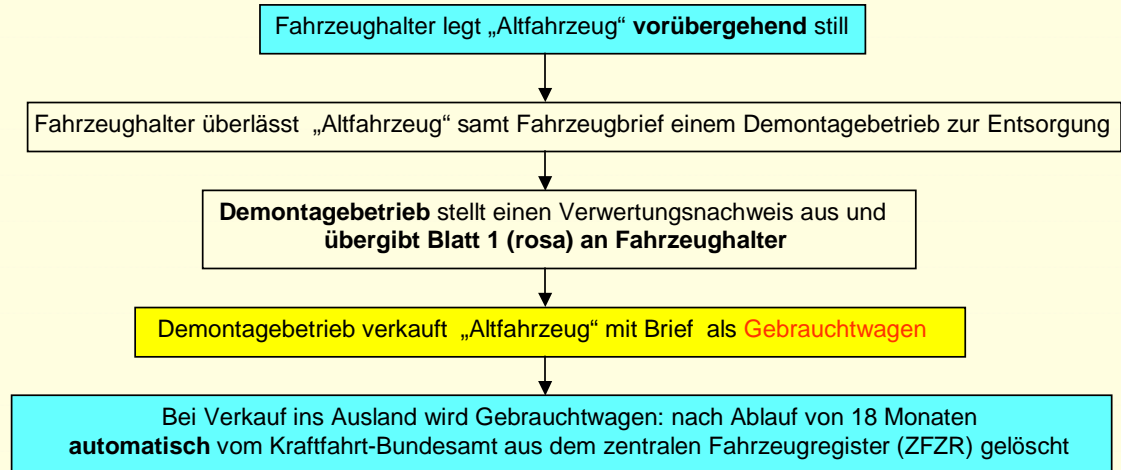 Fahrzeughalter legt „Altfahrzeug“ vorübergehend still
Fahrzeughalter überlässt „Altfahrzeug“ samt Fahrzeugbrief einem Demontagebetrieb zur Entsorgung
Demontagebetrieb stellt einen Verwertungsnachweis aus und
übergibt Blatt 1 (rosa) an Fahrzeughalter
Demontagebetrieb verkauft „Altfahrzeug“ mit Brief als Gebrauchtwagen
Bei Verkauf ins Ausland wird Gebrauchtwagen: nach Ablauf von 18 Monaten
automatisch vom Kraftfahrt-Bundesamt aus dem zentralen Fahrzeugregister (ZFZR) gelöscht